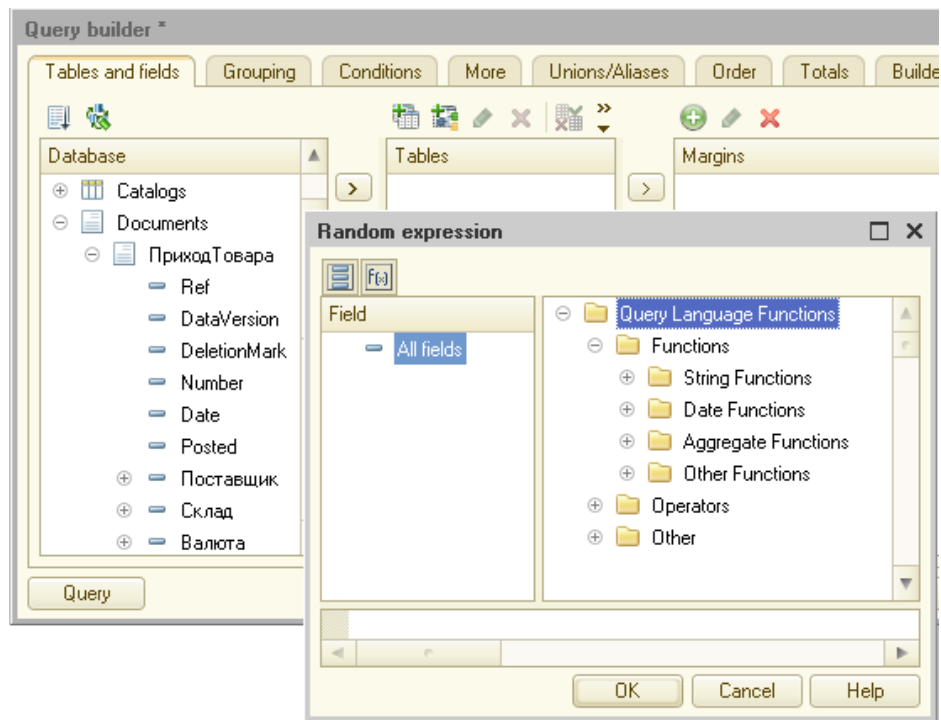 Query builder *
Tables and fields
Grouping
Conditions
More
Unions/Aliases
Order
Totals
Builde
Database
Tables
Margins
Catalogs
Documents
ПриходТовара
Ref
DataVersion
DeletionMark
Number
Date
Posted
Поставщик
Склад
Валюта
Query
Random expression
f(x)
Field
All fields
Query Language Functions
Functions
String Functions
Date Functions
Aggregate Functions
Other Functions
Operators
Other
OK
Cancel
Help